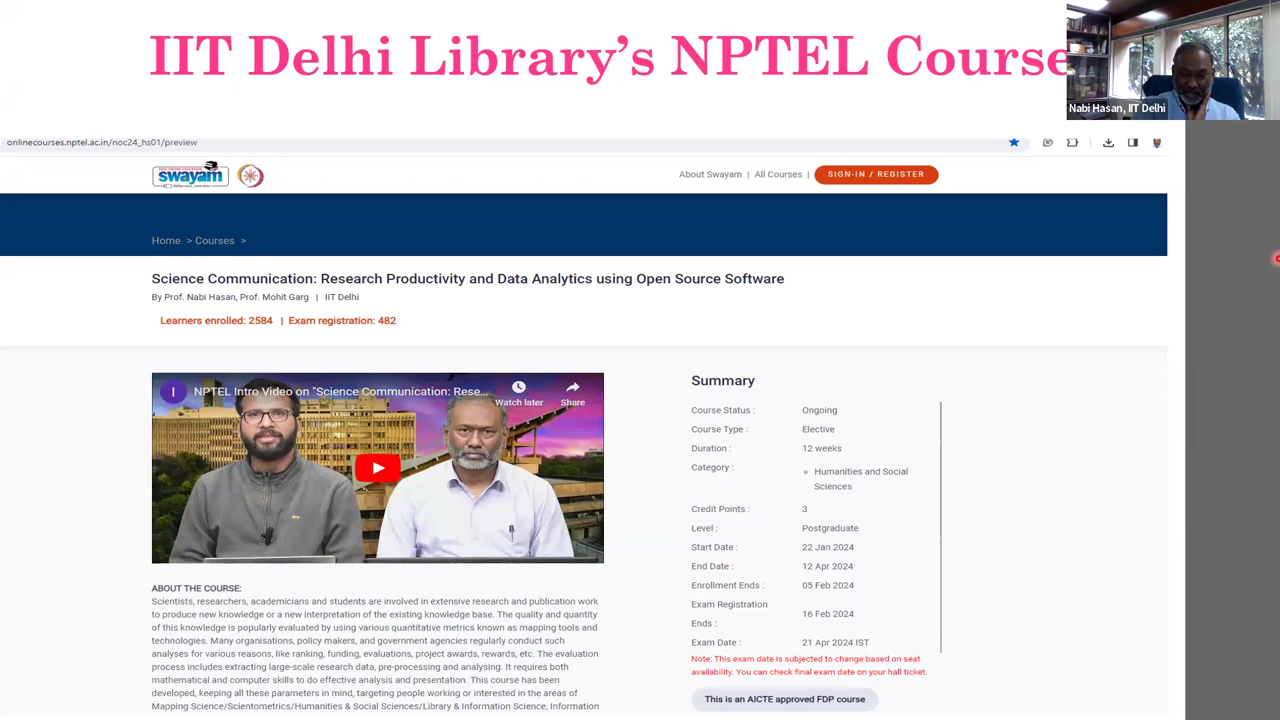 IIT Delhi Library's NPTEL Course
Nabi Hasan, IIT Delhi
onlinecourses.nptel.ac.in/noc24_hs01/preview
swayam
About Swayam | All Courses | SIGN-IN / REGISTER
Home > Courses >
Science Communication: Research Productivity and Data Analytics using Open Source Software
By Prof. Nabi Hasan, Prof. Mohit Garg | IIT Delhi
Learners enrolled: 2584 | Exam registration: 482
I NPTEL Intro Video on "Science Communication: Rese...
Watch later Share
ABOUT THE COURSE:
Scientists, researchers, academicians and students are involved in extensive research and publication work
to produce new knowledge or a new interpretation of the existing knowledge base. The quality and quantity
of this knowledge is popularly evaluated by using various quantitative metrics known as mapping tools and
technologies. Many organisations, policy makers, and government agencies regularly conduct such
analyses for various reasons, like ranking, funding, evaluations, project awards, rewards, etc. The evaluation
process includes extracting large-scale research data, pre-processing and analysing. It requires both
mathematical and computer skills to do effective analysis and presentation. This course has been
developed, keeping all these parameters in mind, targeting people working or interested in the areas of
Mapping Science/Scientometrics/Humanities & Social Sciences/Library & Information Science, Information
Summary
Course Status : Ongoing
Course Type : Elective
Duration : 12 weeks
Category : Humanities and Social
Sciences
Credit Points : 3
Level : Postgraduate
Start Date : 22 Jan 2024
End Date : 12 Apr 2024
Enrollment Ends : 05 Feb 2024
Exam Registration
Ends : 16 Feb 2024
Exam Date : 21 Apr 2024 IST
Note: This exam date is subjected to change based on seat
availability. You can check final exam date on your hall ticket.
This is an AICTE approved FDP course